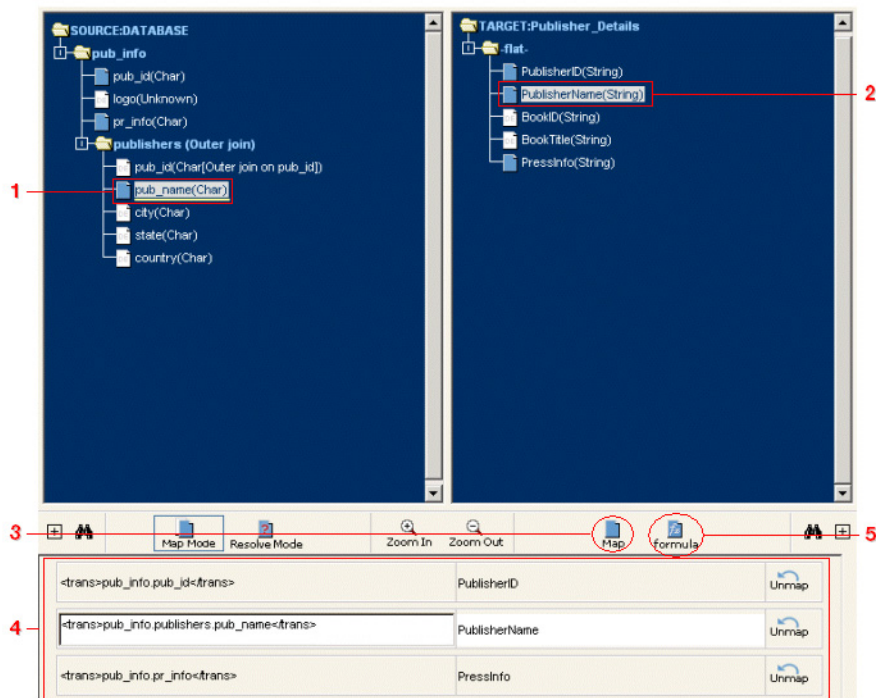 SOURCE:DATABASE
pub_info
pub_id(Char)
logo(Unknown)
pr_info(Char)
publishers (Outer join)
pub_id(Char[Outer join on pub_id])
1
pub_name(Char)
city(Char)
state(Char)
country(Char)
TARGET:Publisher_Details
-flat-
PublisherID(String)
PublisherName(String)
2
BookID(String)
BookTitle(String)
PressInfo(String)
3
Map Mode
Resolve Mode
Zoom In
Zoom Out
Map
formula
5
<trans>pub_info.pub_id</trans> PublisherID Unmap
4
<trans>pub_info.publishers.pub_name</trans> PublisherName Unmap
<trans>pub_info.pr_info</trans> PressInfo Unmap